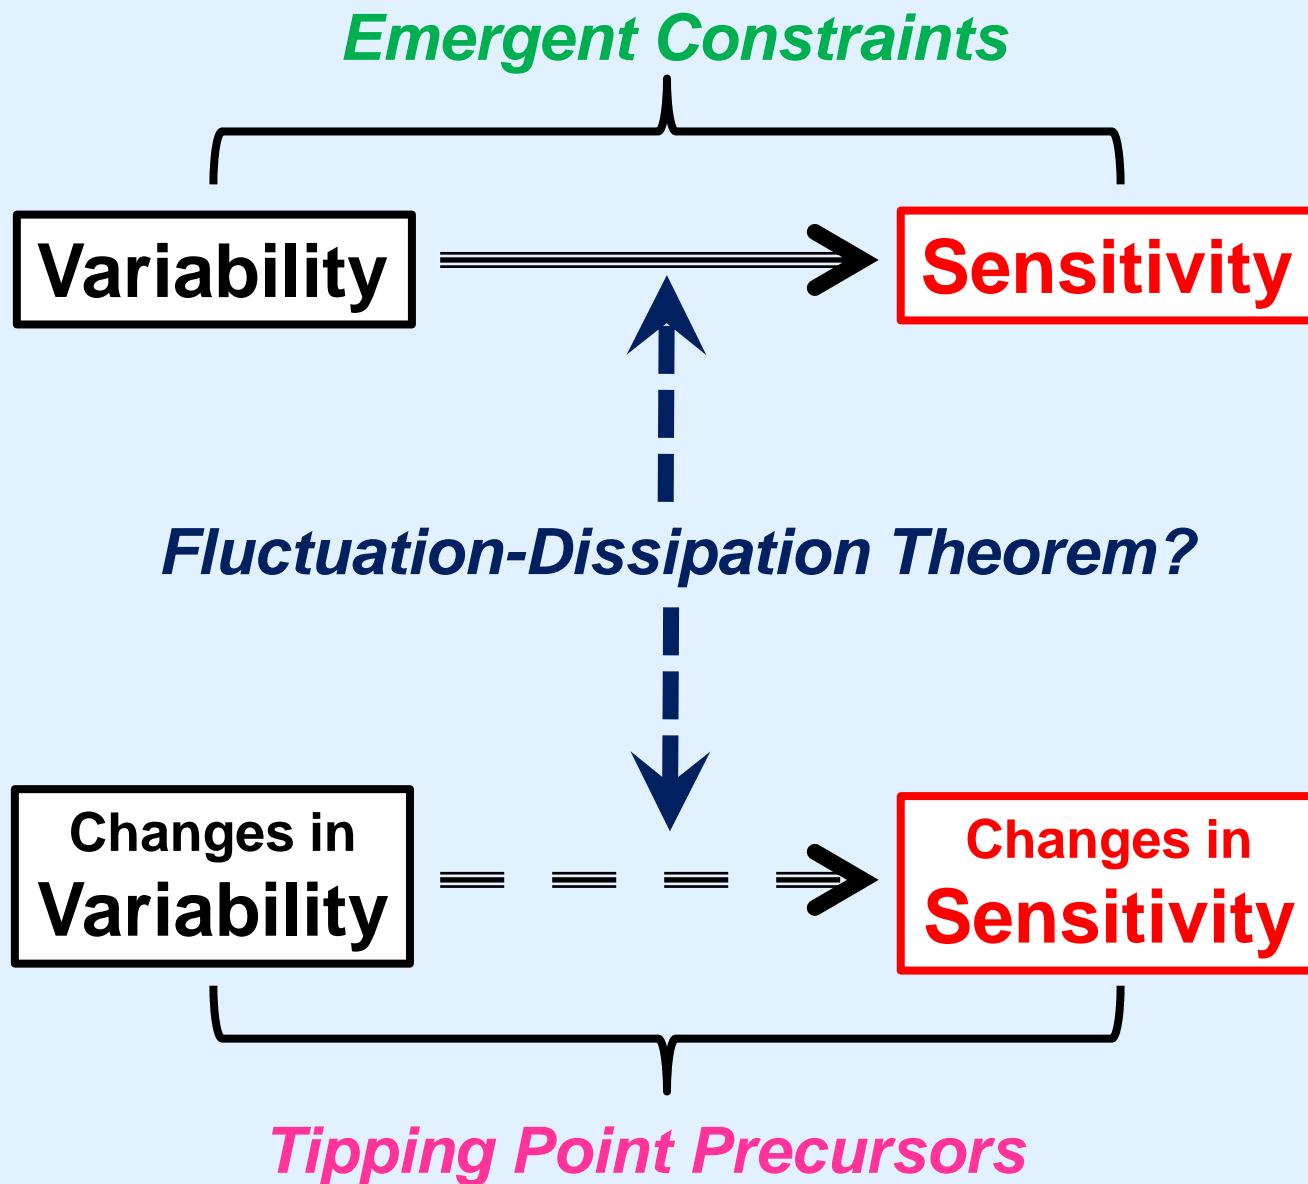 Emergent Constraints
Variability
Sensitivity
Fluctuation-Dissipation Theorem?
Changes in
Variability
Changes in
Sensitivity
Tipping Point Precursors